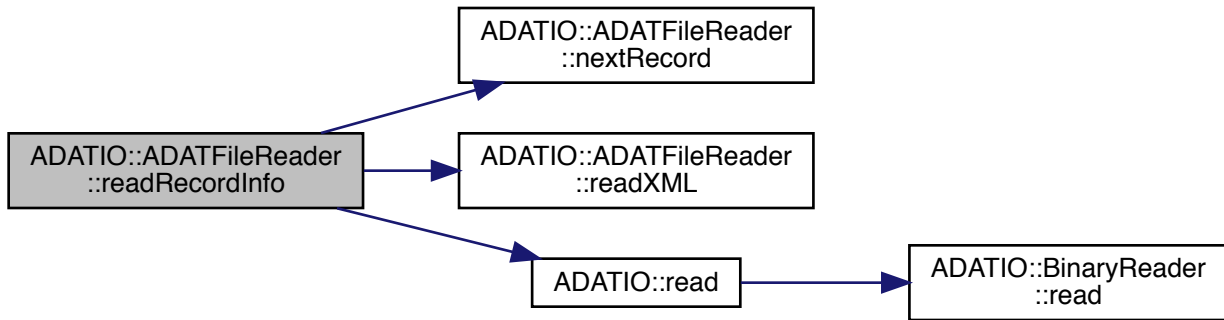 ADATIO::ADATFileReader
::nextRecord
ADATIO::ADATFileReader
::readRecordInfo
ADATIO::ADATFileReader
::readXML
ADATIO::read
ADATIO::BinaryReader
::read